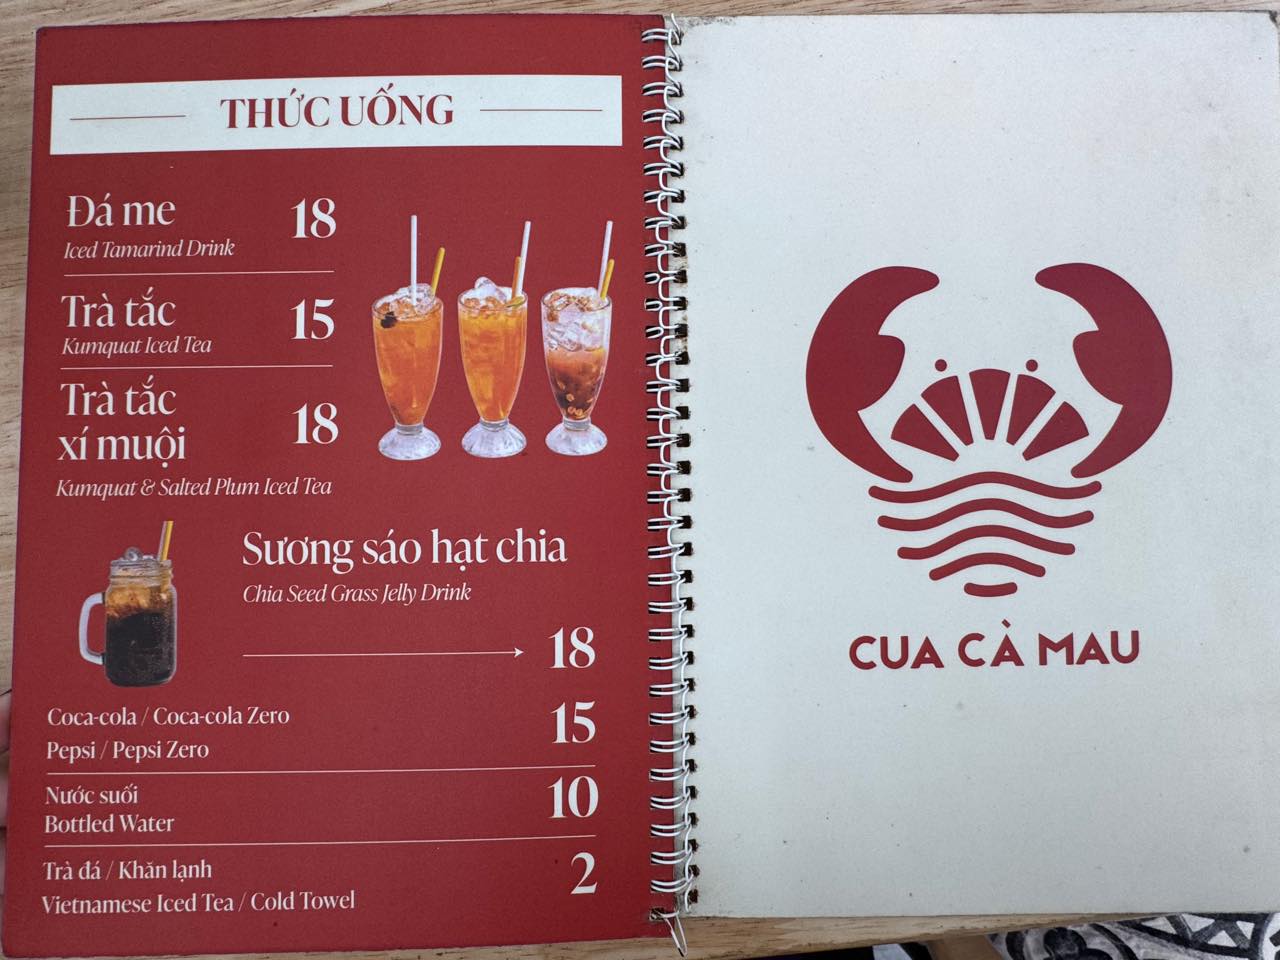 THỨC UỐNG
Đá me 18
Iced Tamarind Drink
Trà tắc 15
Kumquat Iced Tea
Trà tắc
xí muội 18
Kumquat & Salted Plum Iced Tea
Sương sáo hạt chia
Chia Seed Grass Jelly Drink
18
Coca-cola / Coca-cola Zero
Pepsi / Pepsi Zero
15
Nước suối
Bottled Water
10
Trà đá / Khăn lạnh
Vietnamese Iced Tea / Cold Towel
2
CUA CÀ MAU